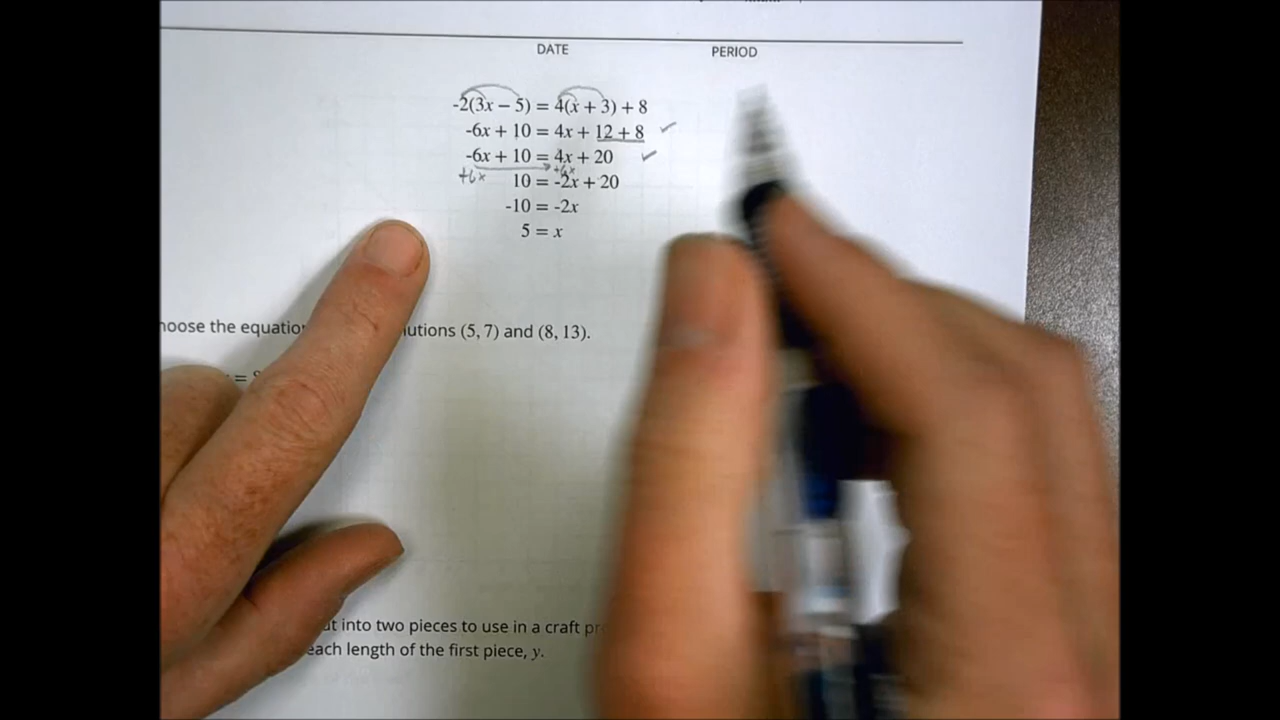 DATE PERIOD
-2(3x – 5) = 4(x + 3) + 8
-6x + 10 = 4x + 12 + 8 ✓
-6x + 10 = 4x + 20 ✓
+6x +6x
10 = -2x + 20
-10 = -2x
5 = x
hoose the equation utions (5, 7) and (8, 13).
=
ut into two pieces to use in a craft pr
each length of the first piece, y.